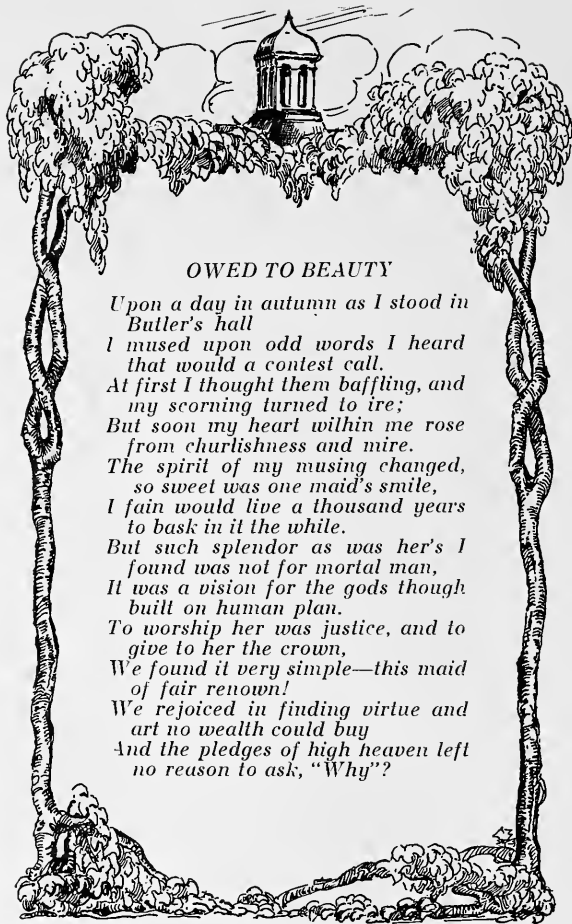 OWED TO BEAUTY
Upon a day in autumn as I stood in
Butler's hall
I mused upon odd words I heard
that would a contest call.
At first I thought them baffling, and
my scorning turned to ire;
But soon my heart within me rose
from churlishness and mire.
The spirit of my musing changed,
so sweet was one maid's smile,
I fain would live a thousand years
to bask in it the while.
But such splendor as was her's I
found was not for mortal man,
It was a vision for the gods though
built on human plan.
To worship her was justice, and to
give to her the crown,
We found it very simple—this maid
of fair renown!
We rejoiced in finding virtue and
art no wealth could buy
And the pledges of high heaven left
no reason to ask, "Why"?